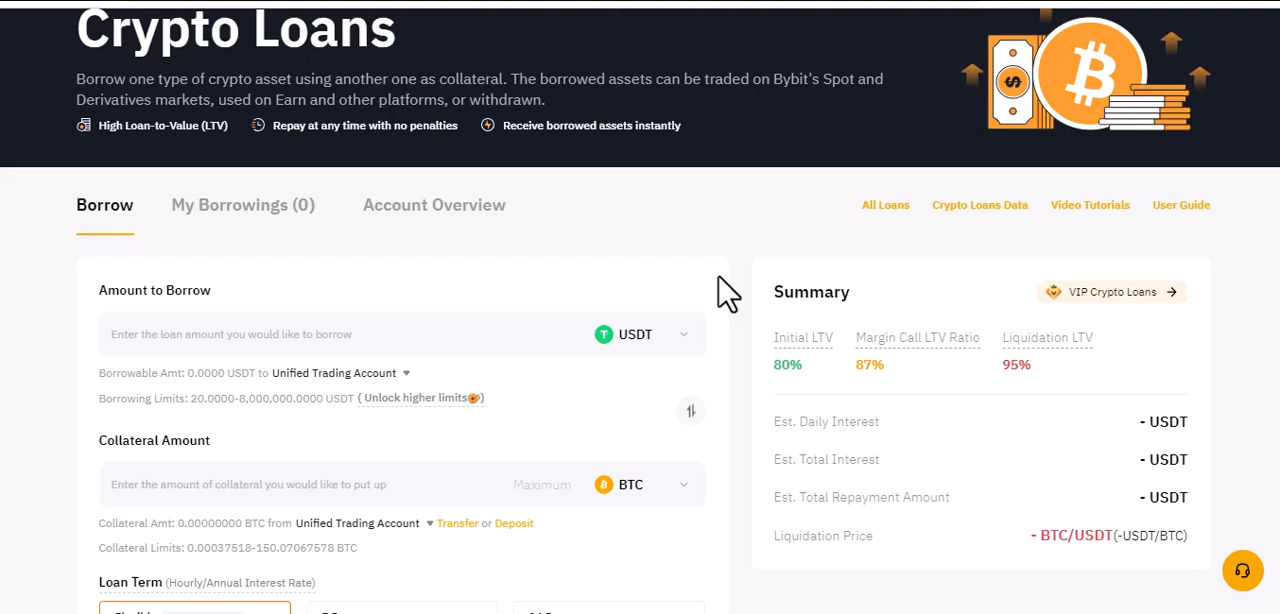 Crypto Loans
Borrow one type of crypto asset using another one as collateral. The borrowed assets can be traded on Bybit's Spot and
Derivatives markets, used on Earn and other platforms, or withdrawn.
High Loan-to-Value (LTV) Repay at any time with no penalties Receive borrowed assets instantly
Borrow My Borrowings (0) Account Overview
All Loans Crypto Loans Data Video Tutorials User Guide
Amount to Borrow
Enter the loan amount you would like to borrow USDT
Borrowable Amt: 0.0000 USDT to Unified Trading Account
Borrowing Limits: 20.0000-8,000,000.0000 USDT ( Unlock higher limits )
Collateral Amount
Enter the amount of collateral you would like to put up Maximum BTC
Collateral Amt: 0.00000000 BTC from Unified Trading Account Transfer or Deposit
Collateral Limits: 0.00037518-150.07067578 BTC
Loan Term (Hourly/Annual Interest Rate)
Summary VIP Crypto Loans
Initial LTV Margin Call LTV Ratio Liquidation LTV
80% 87% 95%
Est. Daily Interest - USDT
Est. Total Interest - USDT
Est. Total Repayment Amount - USDT
Liquidation Price - BTC/USDT(-USDT/BTC)